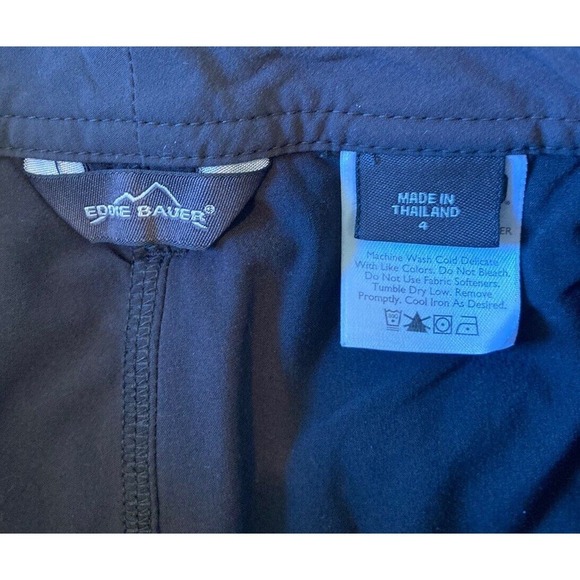 EDDIE BAUER®
MADE IN
THAILAND
4
ER
Machine Wash Cold Delicate
With Like Colors. Do Not Bleach.
Do Not Use Fabric Softeners.
Tumble Dry Low. Remove
Promptly. Cool Iron As Desired.